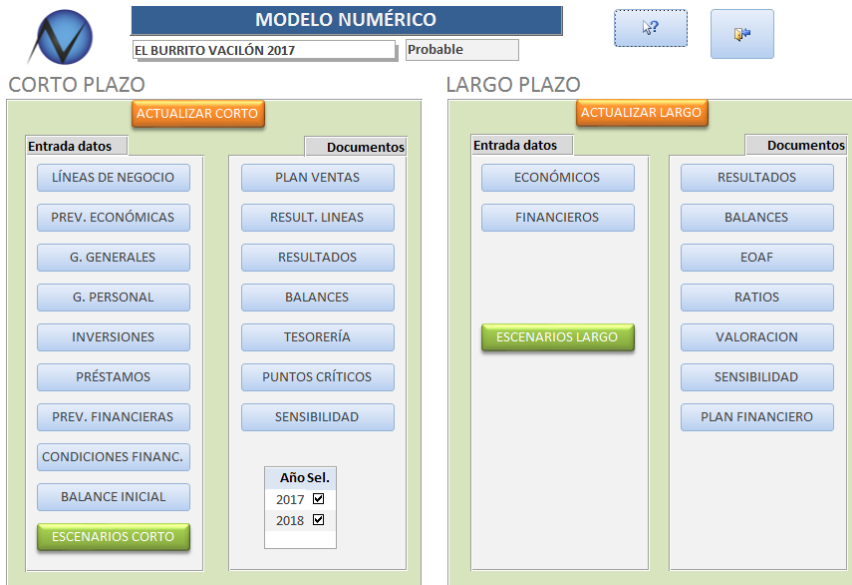 MODELO NUMÉRICO
EL BURRITO VACILÓN 2017
Probable
?
CORTO PLAZO
ACTUALIZAR CORTO
Entrada datos
LÍNEAS DE NEGOCIO
PREV. ECONÓMICAS
G. GENERALES
G. PERSONAL
INVERSIONES
PRÉSTAMOS
PREV. FINANCIERAS
CONDICIONES FINANC.
BALANCE INICIAL
ESCENARIOS CORTO
Documentos
PLAN VENTAS
RESULT. LINEAS
RESULTADOS
BALANCES
TESORERÍA
PUNTOS CRÍTICOS
SENSIBILIDAD
Año Sel.
2017
2018
LARGO PLAZO
ACTUALIZAR LARGO
Entrada datos
ECONÓMICOS
FINANCIEROS
ESCENARIOS LARGO
Documentos
RESULTADOS
BALANCES
EOAF
RATIOS
VALORACION
SENSIBILIDAD
PLAN FINANCIERO